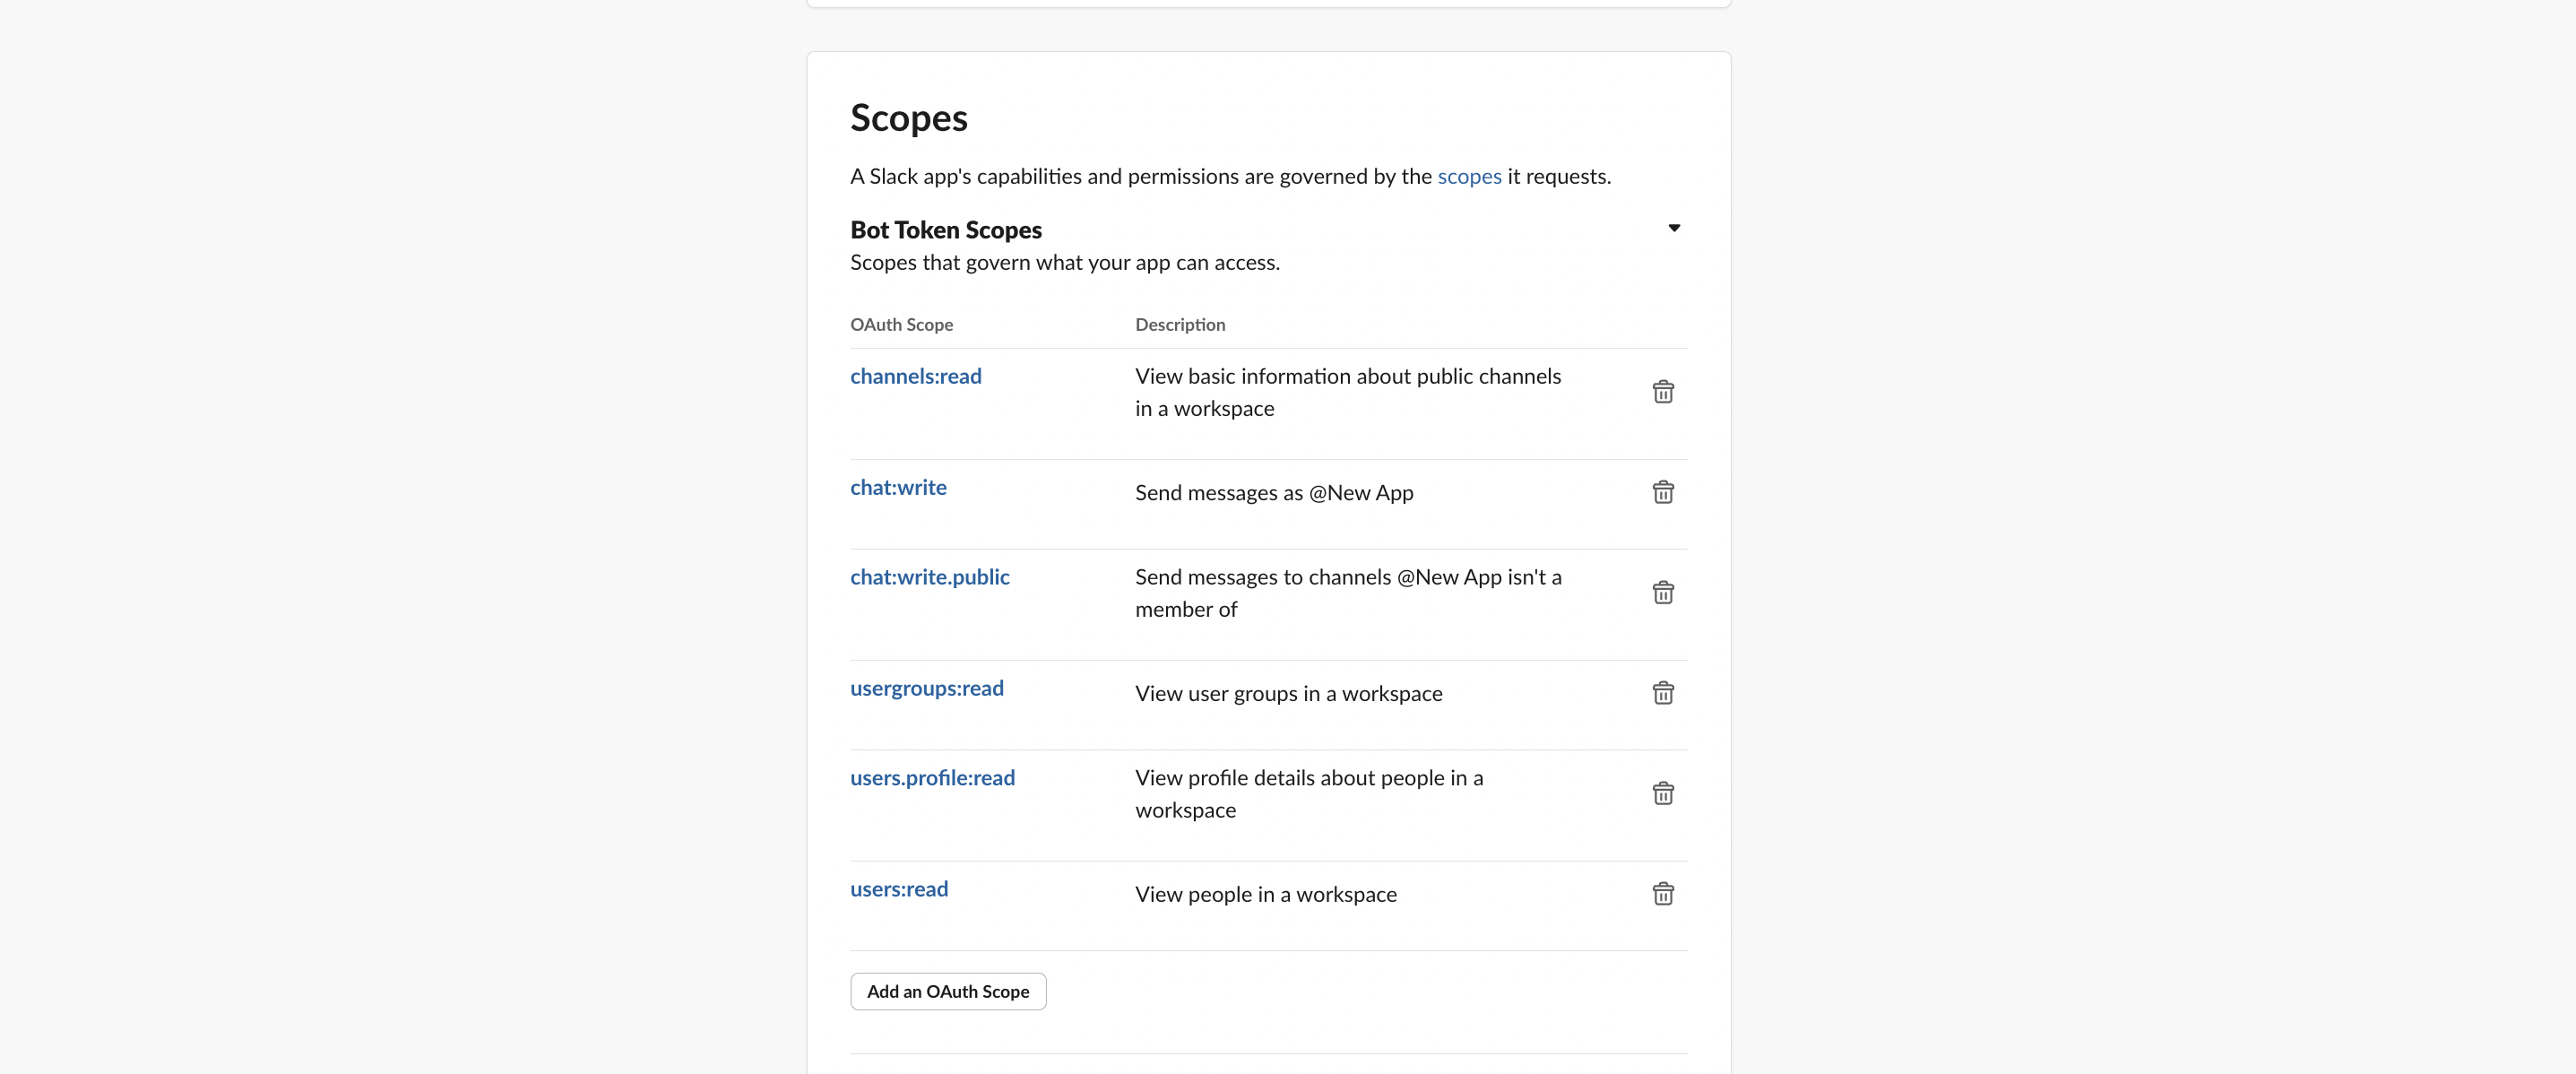 Scopes
A Slack app's capabilities and permissions are governed by the scopes it requests.
Bot Token Scopes
Scopes that govern what your app can access.
OAuth Scope Description
channels:read View basic information about public channels
in a workspace
chat:write Send messages as @New App
chat:write.public Send messages to channels @New App isn't a
member of
usergroups:read View user groups in a workspace
users.profile:read View profile details about people in a
workspace
users:read View people in a workspace
Add an OAuth Scope